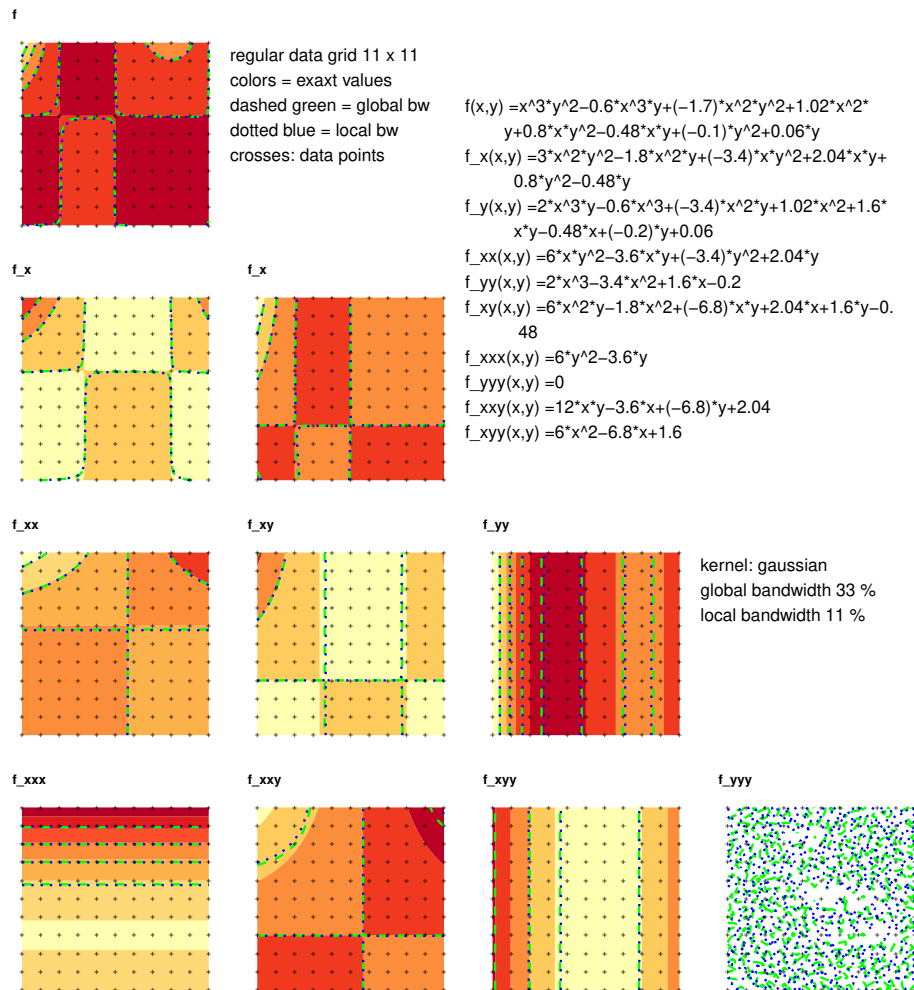 f
regular data grid 11 x 11
colors = exaxt values
dashed green = global bw
dotted blue = local bw
crosses: data points
f(x,y) =x^3*y^2−0.6*x^3*y+(−1.7)*x^2*y^2+1.02*x^2*
y+0.8*x*y^2−0.48*x*y+(−0.1)*y^2+0.06*y
f_x(x,y) =3*x^2*y^2−1.8*x^2*y+(−3.4)*x*y^2+2.04*x*y+
0.8*y^2−0.48*y
f_y(x,y) =2*x^3*y−0.6*x^3+(−3.4)*x^2*y+1.02*x^2+1.6*
x*y−0.48*x+(−0.2)*y+0.06
f_xx(x,y) =6*x*y^2−3.6*x*y+(−3.4)*y^2+2.04*y
f_yy(x,y) =2*x^3−3.4*x^2+1.6*x−0.2
f_xy(x,y) =6*x^2*y−1.8*x^2+(−6.8)*x*y+2.04*x+1.6*y−0.
48
f_xxx(x,y) =6*y^2−3.6*y
f_yyy(x,y) =0
f_xxy(x,y) =12*x*y−3.6*x+(−6.8)*y+2.04
f_xyy(x,y) =6*x^2−6.8*x+1.6
f_x
f_x
f_xx
f_xy
f_yy
kernel: gaussian
global bandwidth 33 %
local bandwidth 11 %
f_xxx
f_xxy
f_xyy
f_yyy